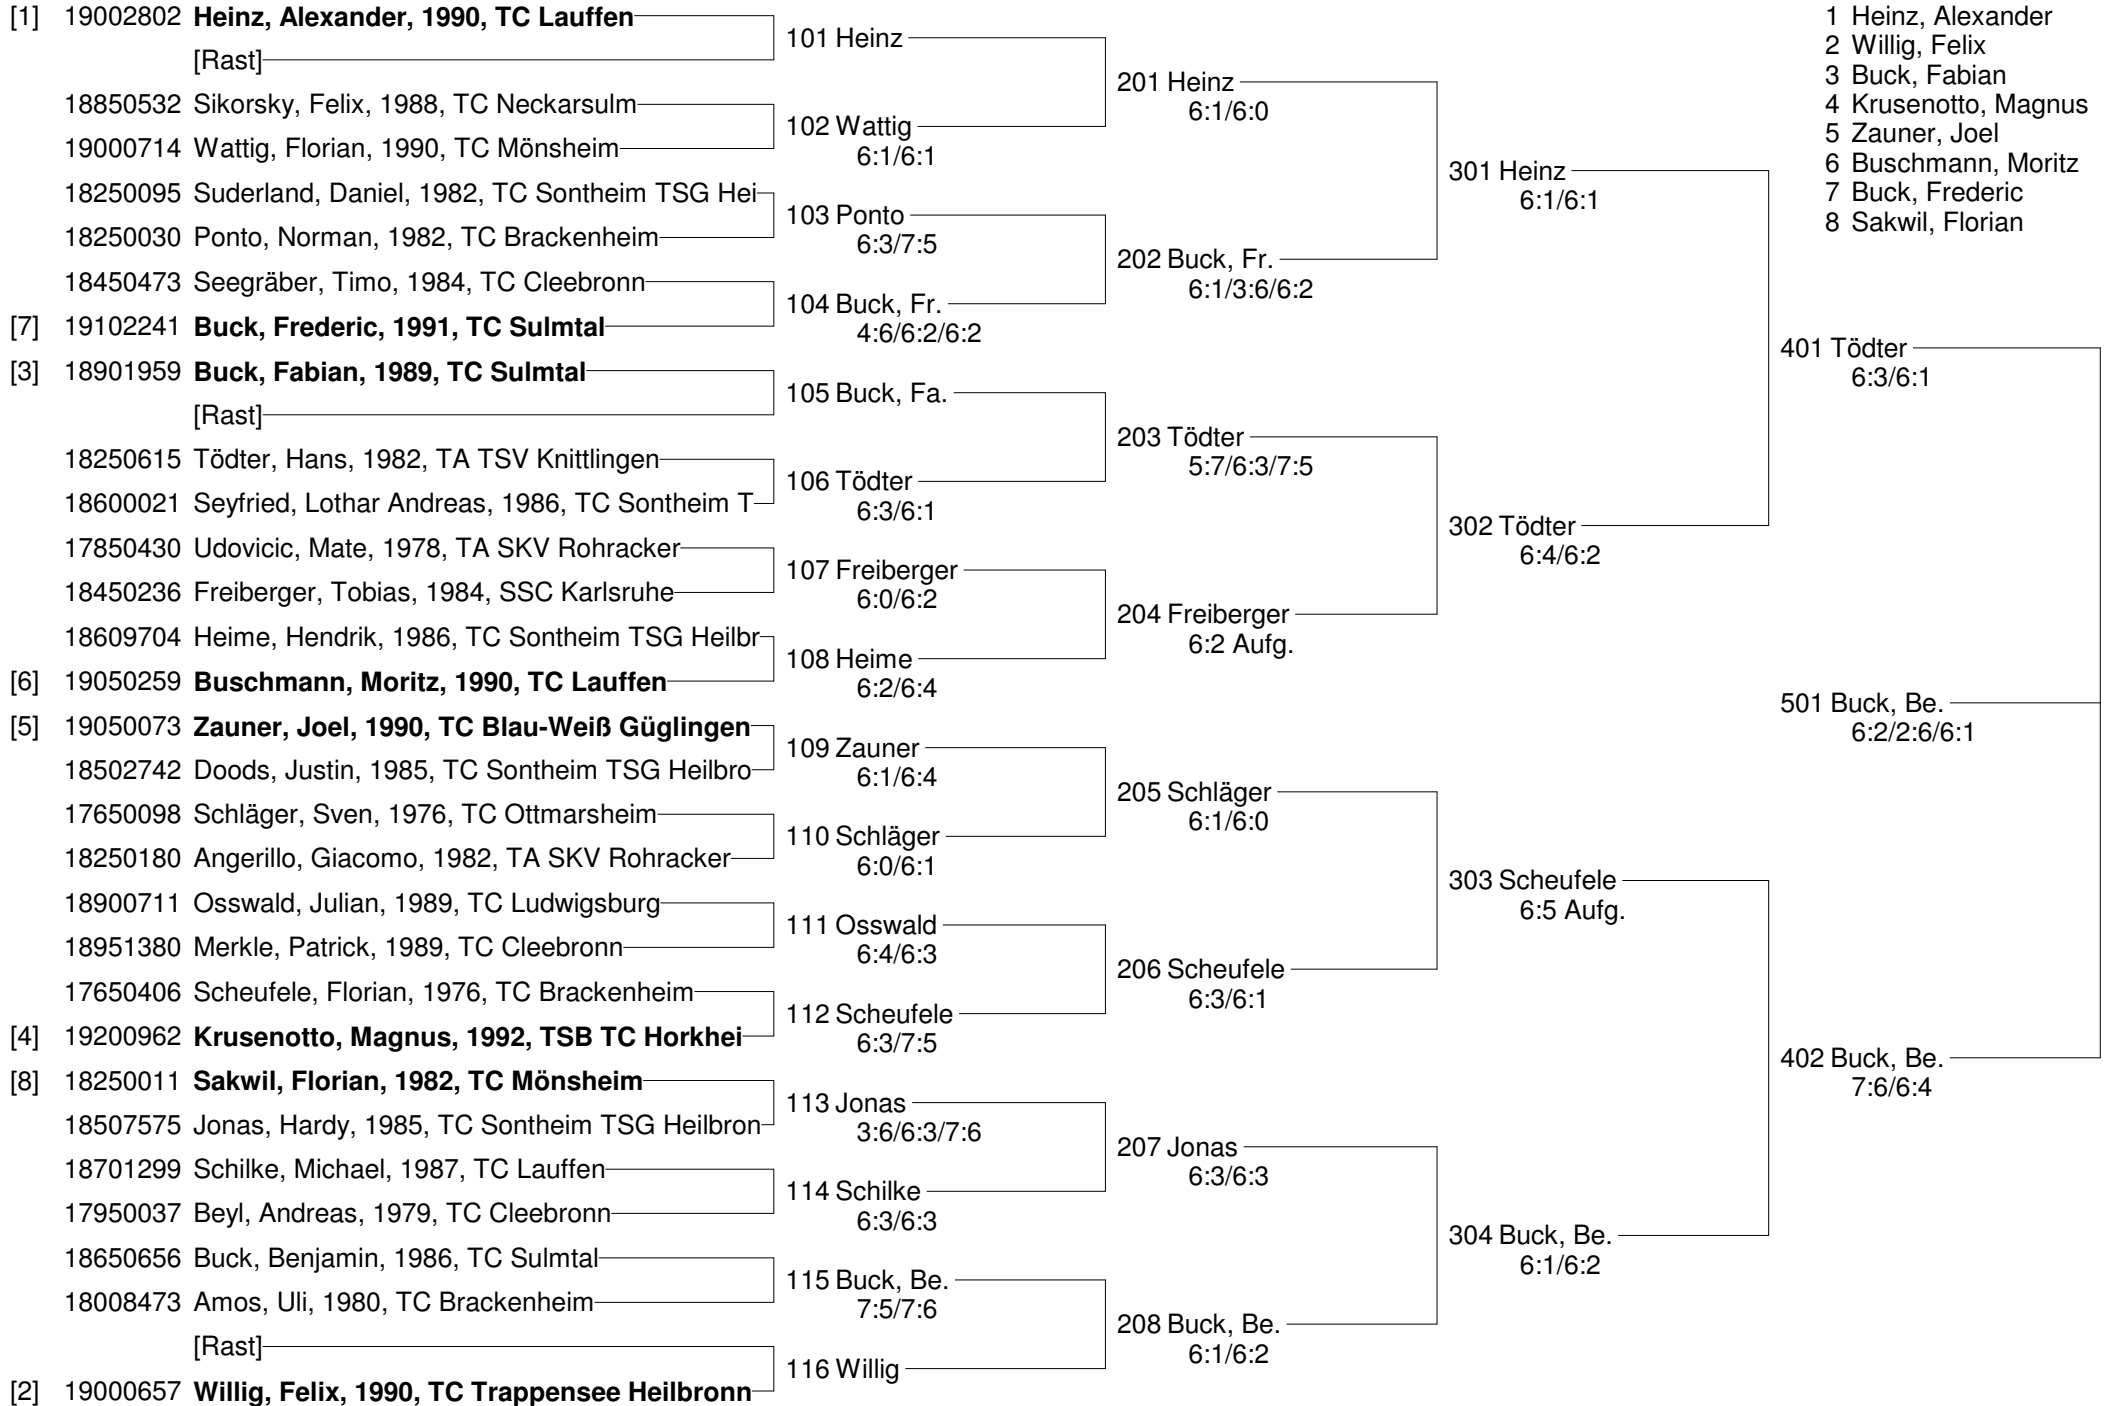 [1] 19002802 Heinz, Alexander, 1990, TC Lauffen
[Rast]
18850532 Sikorsky, Felix, 1988, TC Neckarsulm
19000714 Wattig, Florian, 1990, TC Mönsheim
18250095 Suderland, Daniel, 1982, TC Sontheim TSG Hei
18250030 Ponto, Norman, 1982, TC Brackenheim
18450473 Seegräber, Timo, 1984, TC Cleebronn
[7] 19102241 Buck, Frederic, 1991, TC Sulmtal
[3] 18901959 Buck, Fabian, 1989, TC Sulmtal
[Rast]
18250615 Tödter, Hans, 1982, TA TSV Knittlingen
18600021 Seyfried, Lothar Andreas, 1986, TC Sontheim T
17850430 Udovicic, Mate, 1978, TA SKV Rohracker
18450236 Freiberger, Tobias, 1984, SSC Karlsruhe
18609704 Heime, Hendrik, 1986, TC Sontheim TSG Heilbr
[6] 19050259 Buschmann, Moritz, 1990, TC Lauffen
[5] 19050073 Zauner, Joel, 1990, TC Blau-Weiß Güglingen
18502742 Doods, Justin, 1985, TC Sontheim TSG Heilbro
17650098 Schläger, Sven, 1976, TC Ottmarsheim
18250180 Angerillo, Giacomo, 1982, TA SKV Rohracker
18900711 Osswald, Julian, 1989, TC Ludwigsburg
18951380 Merkle, Patrick, 1989, TC Cleebronn
17650406 Scheufele, Florian, 1976, TC Brackenheim
[4] 19200962 Krusenotto, Magnus, 1992, TSB TC Horkhei
[8] 18250011 Sakwil, Florian, 1982, TC Mönsheim
18507575 Jonas, Hardy, 1985, TC Sontheim TSG Heilbron
18701299 Schilke, Michael, 1987, TC Lauffen
17950037 Beyl, Andreas, 1979, TC Cleebronn
18650656 Buck, Benjamin, 1986, TC Sulmtal
18008473 Amos, Uli, 1980, TC Brackenheim
[Rast]
[2] 19000657 Willig, Felix, 1990, TC Trappensee Heilbronn
101 Heinz
102 Wattig
6:1/6:1
103 Ponto
6:3/7:5
104 Buck, Fr.
4:6/6:2/6:2
105 Buck, Fa.
106 Tödter
6:3/6:1
107 Freiberger
6:0/6:2
108 Heime
6:2/6:4
109 Zauner
6:1/6:4
110 Schläger
6:0/6:1
111 Osswald
6:4/6:3
112 Scheufele
6:3/7:5
113 Jonas
3:6/6:3/7:6
114 Schilke
6:3/6:3
115 Buck, Be.
7:5/7:6
116 Willig
201 Heinz
6:1/6:0
202 Buck, Fr.
6:1/3:6/6:2
203 Tödter
5:7/6:3/7:5
204 Freiberger
6:2 Aufg.
205 Schläger
6:1/6:0
206 Scheufele
6:3/6:1
207 Jonas
6:3/6:3
208 Buck, Be.
6:1/6:2
301 Heinz
6:1/6:1
302 Tödter
6:4/6:2
303 Scheufele
6:5 Aufg.
304 Buck, Be.
6:1/6:2
401 Tödter
6:3/6:1
501 Buck, Be.
6:2/2:6/6:1
402 Buck, Be.
7:6/6:4
1 Heinz, Alexander
2 Willig, Felix
3 Buck, Fabian
4 Krusenotto, Magnus
5 Zauner, Joel
6 Buschmann, Moritz
7 Buck, Frederic
8 Sakwil, Florian